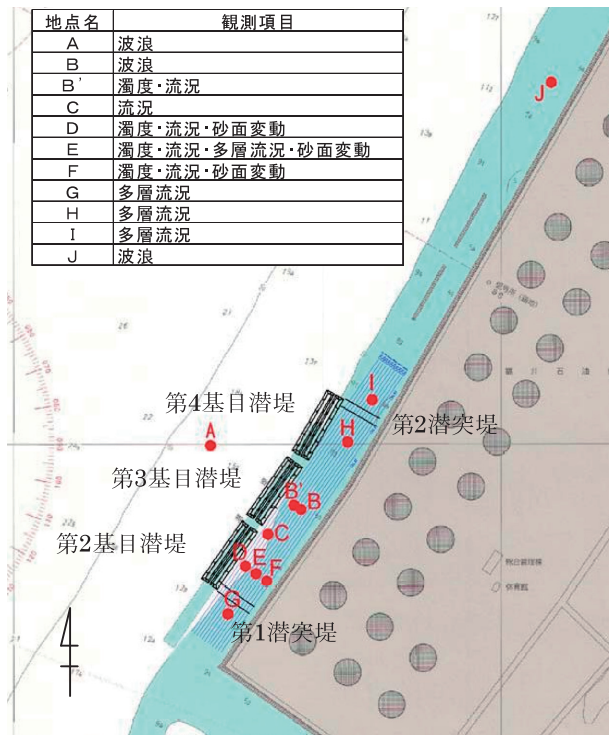 地点名 観測項目
A 波浪
B 波浪
B' 濁度・流況
C 流況
D 濁度・流況・砂面変動
E 濁度・流況・多層流況・砂面変動
F 濁度・流況・砂面変動
G 多層流況
H 多層流況
I 多層流況
J 波浪
J
I
第4基目潜堤
第2潜突堤
A
H
第3基目潜堤
B' B
C
第2基目潜堤
D E F
G
第1潜突堤